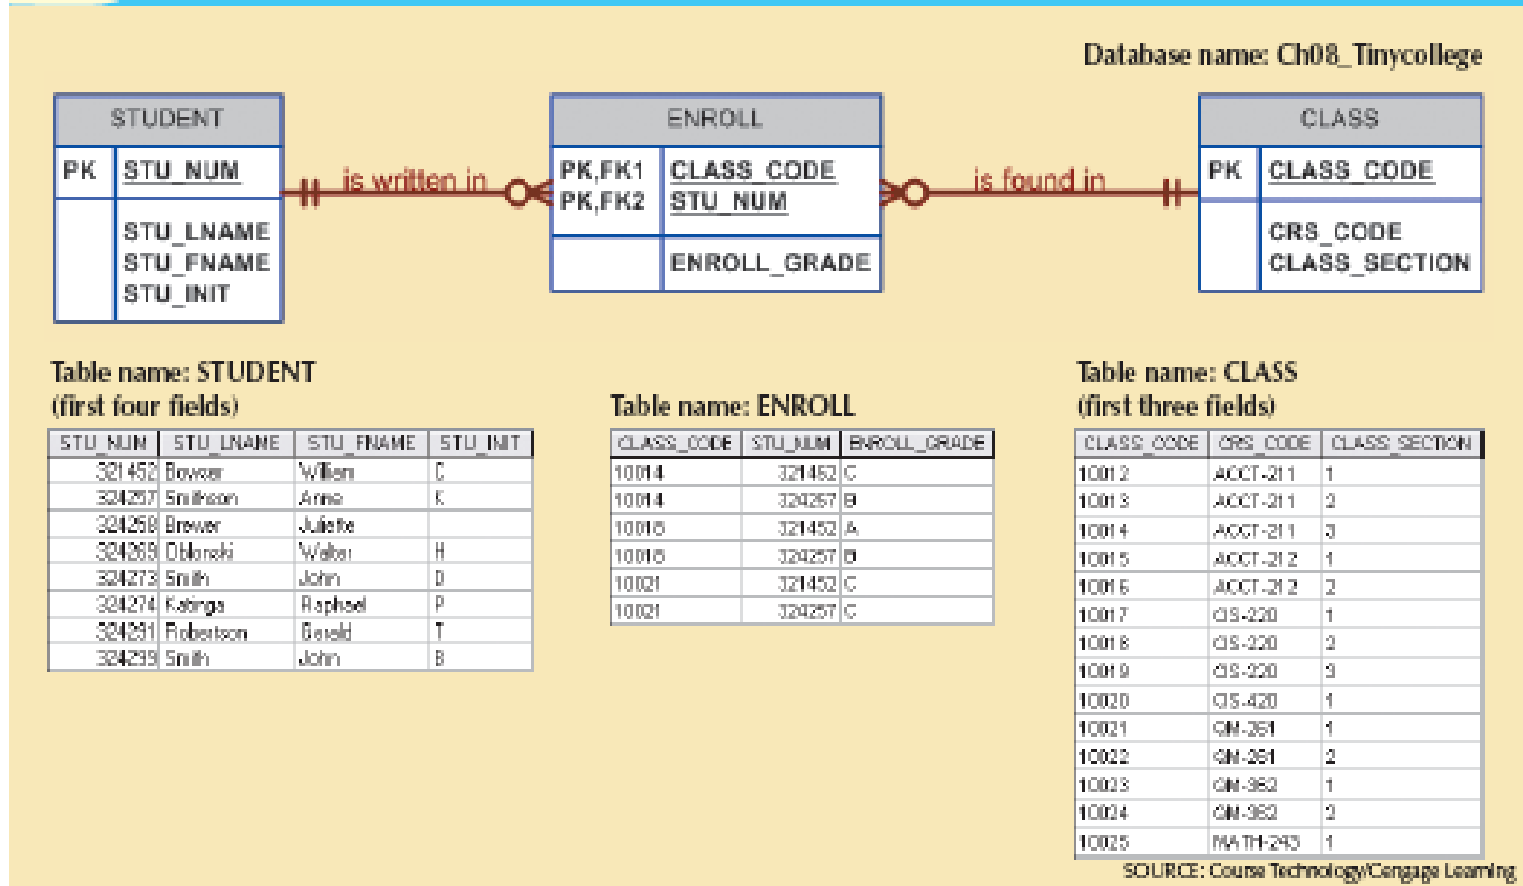 Database name: Ch08_Tinycollege
STUDENT
PK STU_NUM
STU_LNAME
STU_FNAME
STU_INIT
is written in
ENROLL
PK,FK1 CLASS_CODE
PK,FK2 STU_NUM
ENROLL_GRADE
is found in
CLASS
PK CLASS_CODE
CRS_CODE
CLASS_SECTION
Table name: STUDENT
(first four fields)
STU_NUM STU_LNAME STU_FNAME STU_INIT
321452 Bowser William C
324257 Smithson Anne K
324258 Brewer Juliette
324269 Oblonski Walter H
324273 Smith John D
324274 Katinga Raphael P
324291 Robertson Gerald T
324299 Smith John B
Table name: ENROLL
CLASS_CODE STU_NUM ENROLL_GRADE
10014 321452 C
10014 324257 B
10018 321452 A
10018 324257 B
10021 321452 C
10021 324257 C
Table name: CLASS
(first three fields)
CLASS_CODE CRS_CODE CLASS_SECTION
10012 ACCT-211 1
10013 ACCT-211 2
10014 ACCT-211 3
10015 ACCT-212 1
10016 ACCT-212 2
10017 CIS-220 1
10018 CIS-220 2
10019 CIS-220 3
10020 CIS-420 1
10021 QM-261 1
10022 QM-261 2
10023 QM-362 1
10024 QM-362 2
10025 MATH-243 1
SOURCE: Course Technology/Cengage Learning